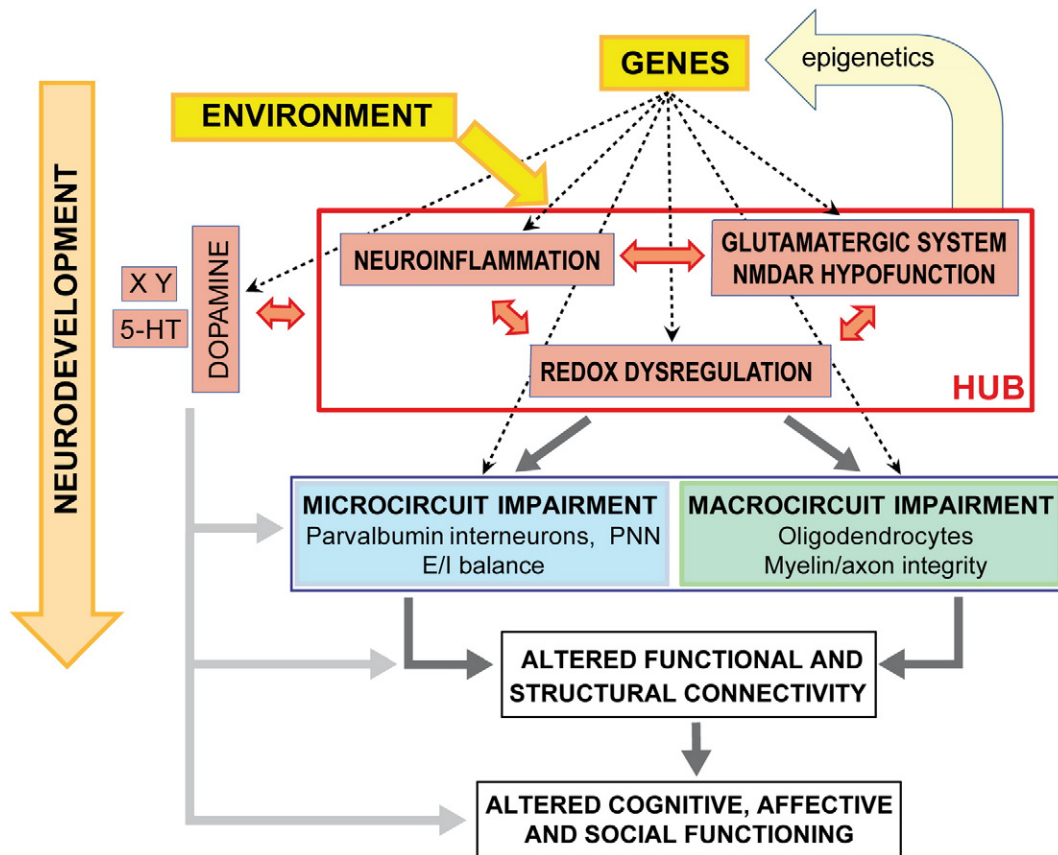 GENES
epigenetics
ENVIRONMENT
NEURODEVELOPMENT
X Y
5-HT
DOPAMINE
NEUROINFLAMMATION
GLUTAMATERGIC SYSTEM
NMDAR HYPOFUNCTION
REDOX DYSREGULATION
HUB
MICROCIRCUIT IMPAIRMENT
Parvalbumin interneurons, PNN
E/I balance
MACROCIRCUIT IMPAIRMENT
Oligodendrocytes
Myelin/axon integrity
ALTERED FUNCTIONAL AND
STRUCTURAL CONNECTIVITY
ALTERED COGNITIVE, AFFECTIVE
AND SOCIAL FUNCTIONING